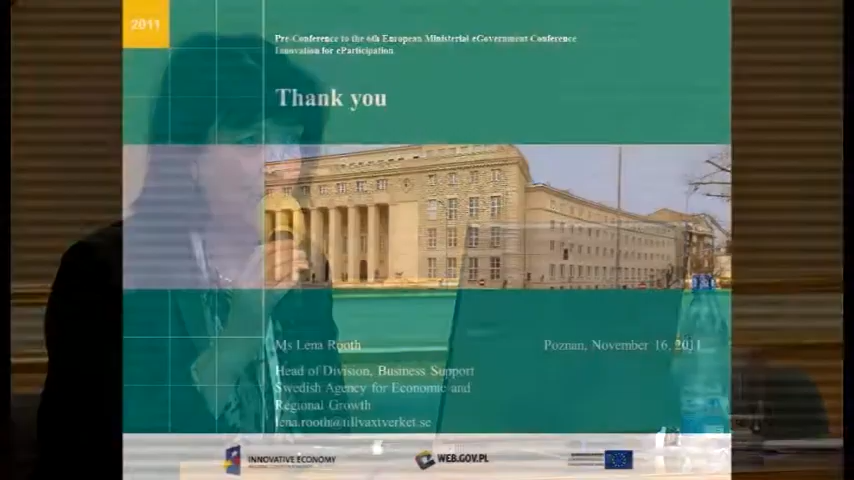 2011
Pre-Conference to the 6th European Ministerial eGovernment Conference
Innovation for eParticipation
Thank you
Ms Lena Rooth
Poznan, November 16, 2011
Head of Division, Business Support
Swedish Agency for Economic and
Regional Growth
lena.rooth@tillvaxtverket.se
INNOVATIVE ECONOMY
WEB.GOV.PL